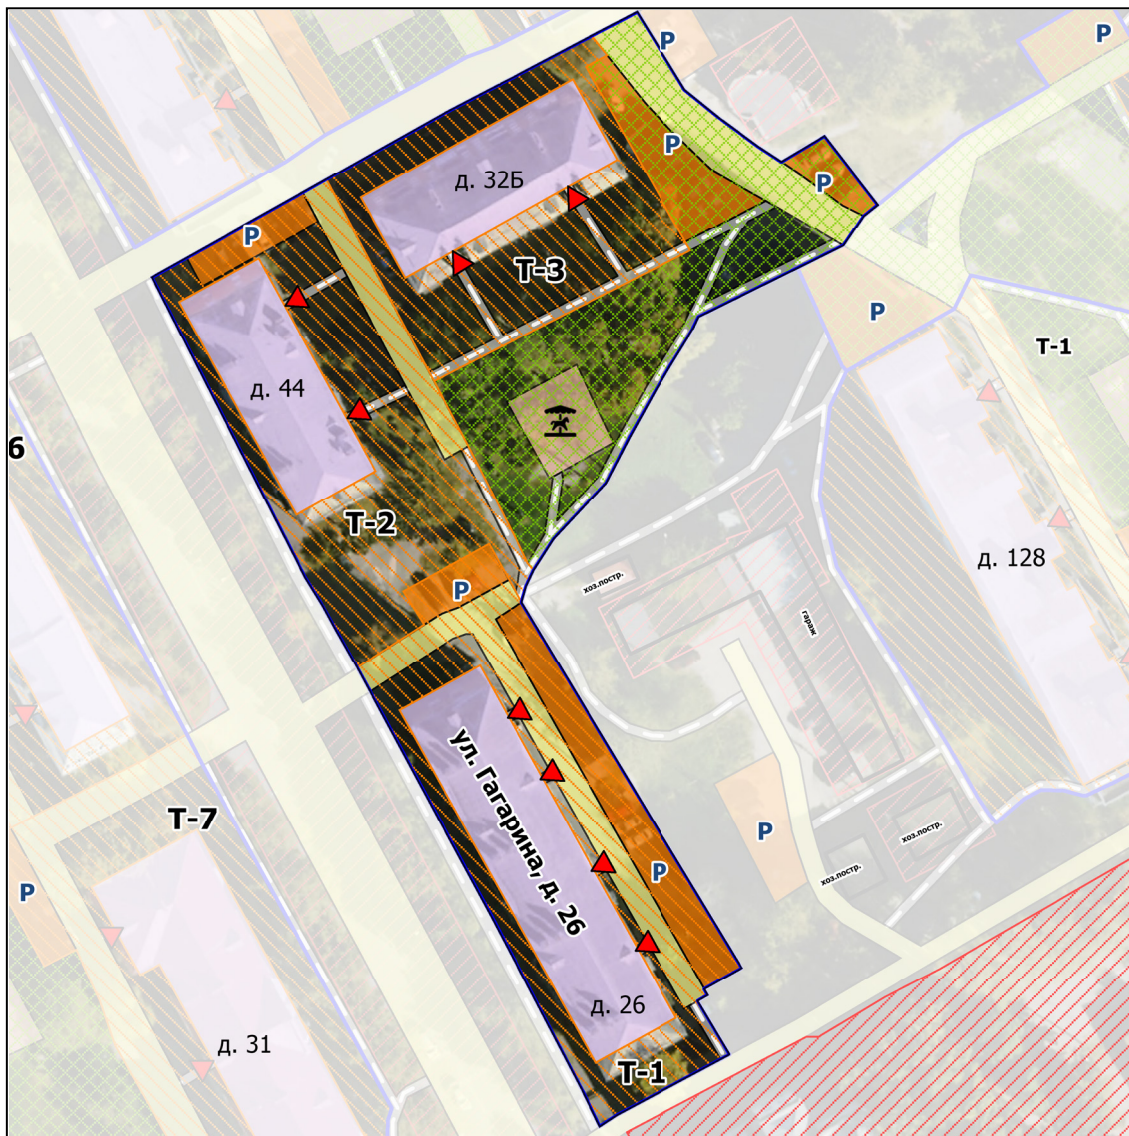 P
P
P
д. 32Б
P
P
Т-3
P
Т-1
д. 44
6
Т-2
д. 128
хоз.постр.
P
гараж
ул. Гагарина, д. 26
Т-7
P
хоз.постр.
P
хоз.постр.
P
д. 26
д. 31
Т-1